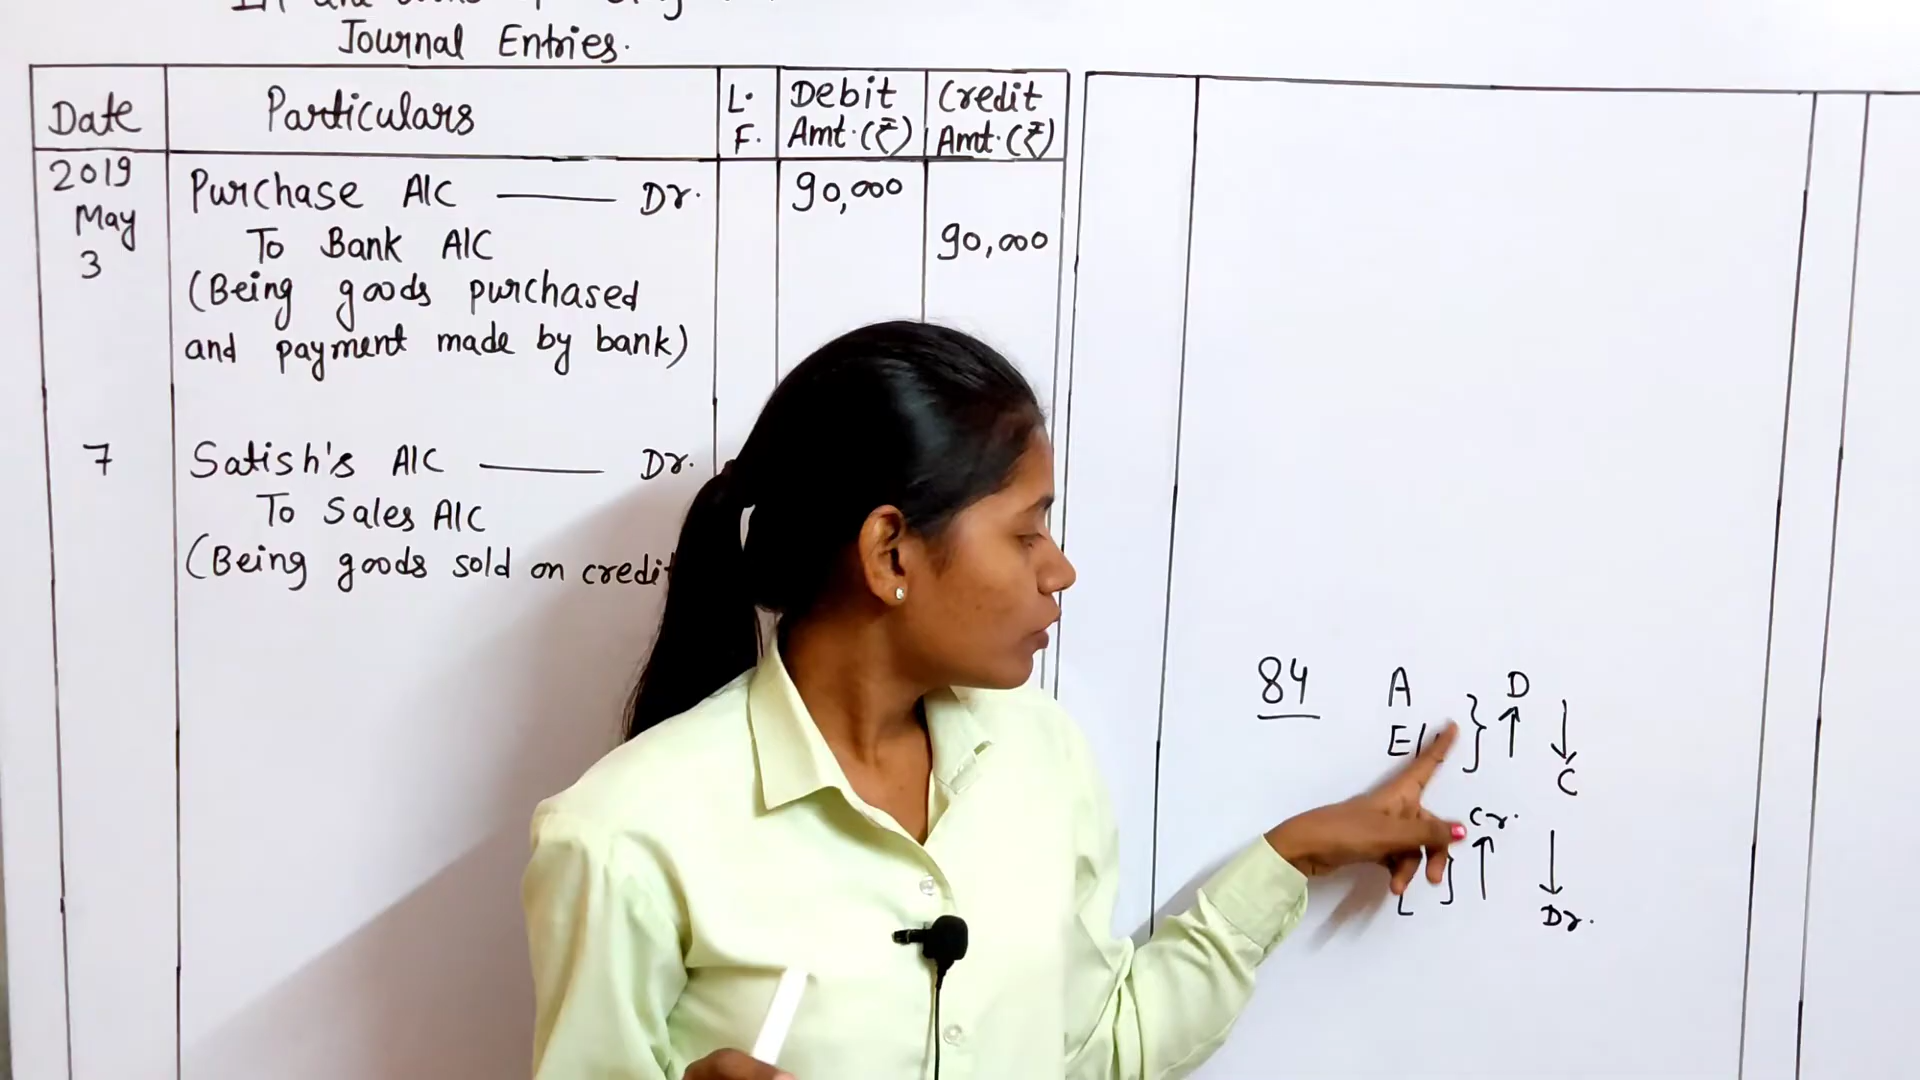 Journal Entries.
Date Particulars L. F. Debit Amt.(₹) Credit Amt.(₹)
2019 May 3 Purchase A/C Dr. 90,000
To Bank A/C 90,000
(Being goods purchased
and payment made by bank)
7 Satish's A/C Dr.
To Sales A/C
(Being goods sold on credit
84 A D
E/
C
Cr.
L
Dr.